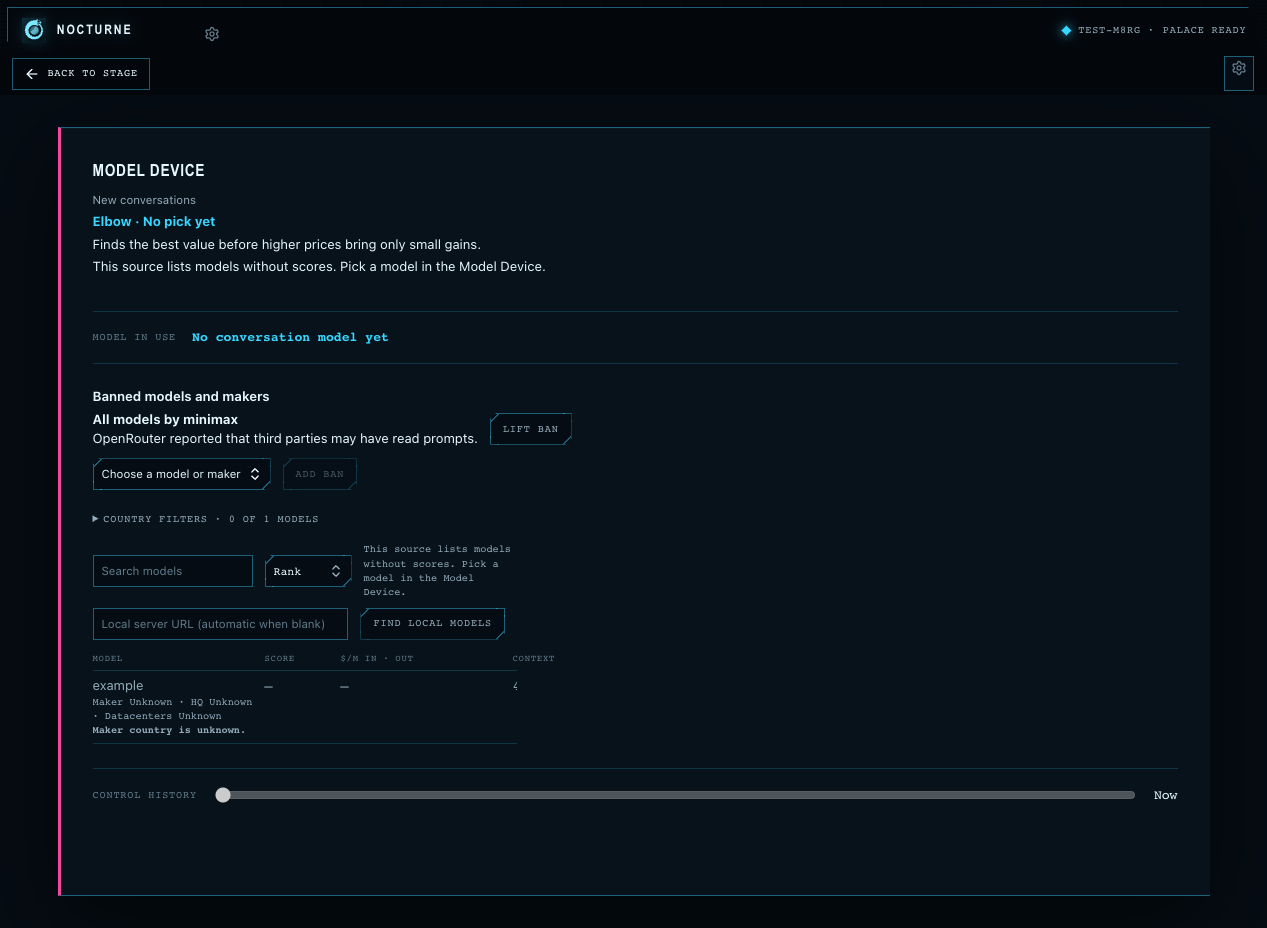 NOCTURNE
TEST-M8RG · PALACE READY
BACK TO STAGE
MODEL DEVICE
New conversations
Elbow · No pick yet
Finds the best value before higher prices bring only small gains.
This source lists models without scores. Pick a model in the Model Device.
MODEL IN USE No conversation model yet
Banned models and makers
All models by minimax
OpenRouter reported that third parties may have read prompts.
LIFT BAN
Choose a model or maker
ADD BAN
COUNTRY FILTERS · 0 OF 1 MODELS
Search models
Rank
This source lists models
without scores. Pick a
model in the Model
Device.
Local server URL (automatic when blank)
FIND LOCAL MODELS
MODEL SCORE $/M IN · OUT CONTEXT
example — —
Maker Unknown · HQ Unknown
· Datacenters Unknown
Maker country is unknown.
CONTROL HISTORY
Now